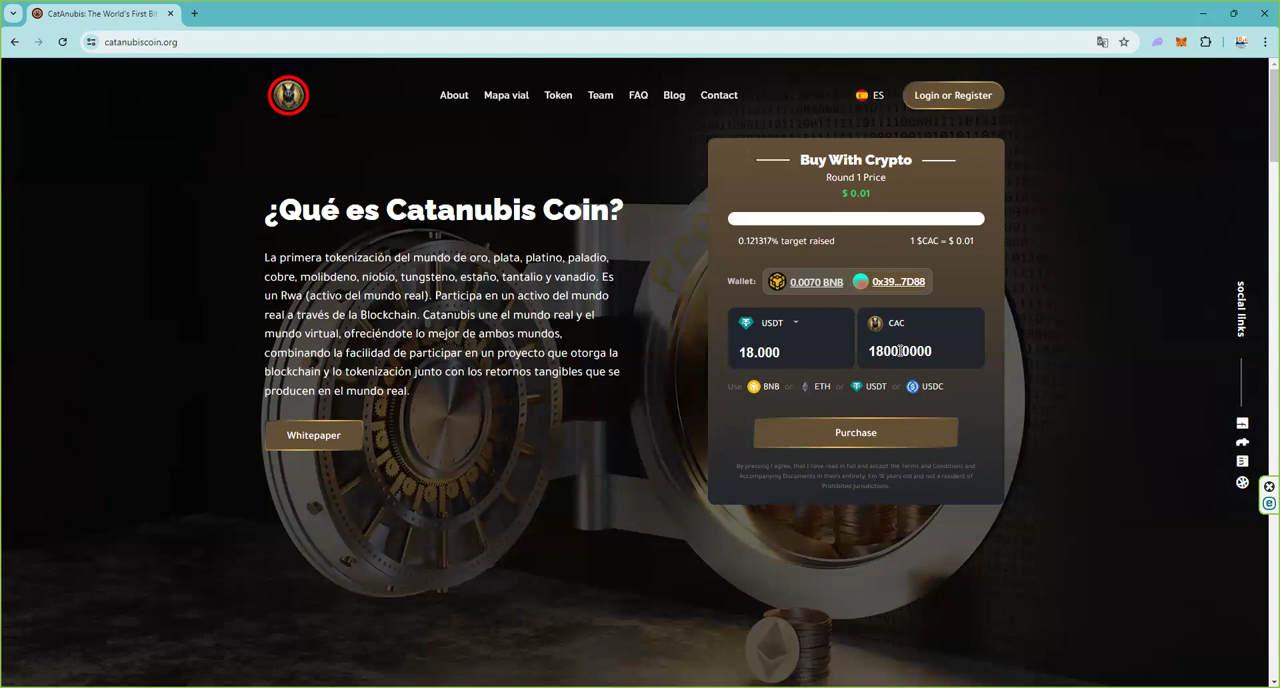 CatAnubis: The World's First Bi
catanubiscoin.org
About
Mapa vial
Token
Team
FAQ
Blog
Contact
ES
Login or Register
¿Qué es Catanubis Coin?
La primera tokenización del mundo de oro, plata, platino, paladio,
cobre, molibdeno, niobio, tungsteno, estaño, tantalio y vanadio. Es
un Rwa (activo del mundo real). Participa en un activo del mundo
real a través de la Blockchain. Catanubis une el mundo real y el
mundo virtual, ofreciéndote lo mejor de ambos mundos,
combinando la facilidad de participar en un proyecto que otorga la
blockchain y lo tokenización junto con los retornos tangibles que se
producen en el mundo real.
Whitepaper
Buy With Crypto
Round 1 Price
$ 0.01
0.121317% target raised
1 $CAC = $ 0.01
Wallet:
0.0070 BNB
0x39...7D88
USDT
CAC
18.000
1800.0000
Use BNB or ETH or USDT or USDC
Purchase
By pressing I agree, that I have read in full and accept the Terms and Conditions and
Accompanying Documents in theirs entirety, I'm 18 years old and not a resident of
Prohibited Jurisdictions.
social links